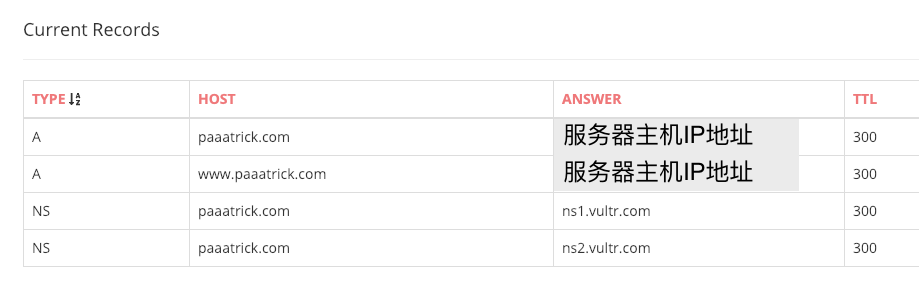 Current Records
TYPE HOST ANSWER TTL
A paaatrick.com 服务器主机IP地址 300
A www.paaatrick.com 服务器主机IP地址 300
NS paaatrick.com ns1.vultr.com 300
NS paaatrick.com ns2.vultr.com 300